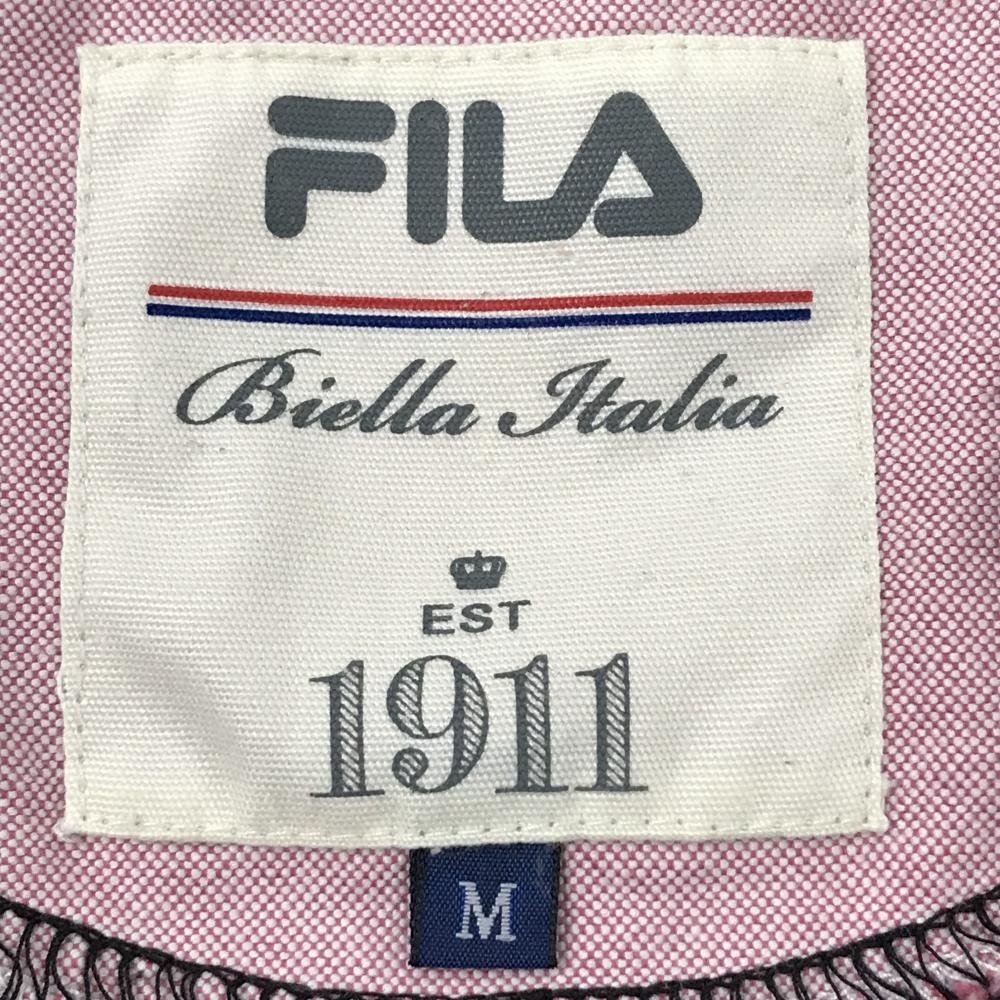 FILA
Biella Italia
EST
1911
M